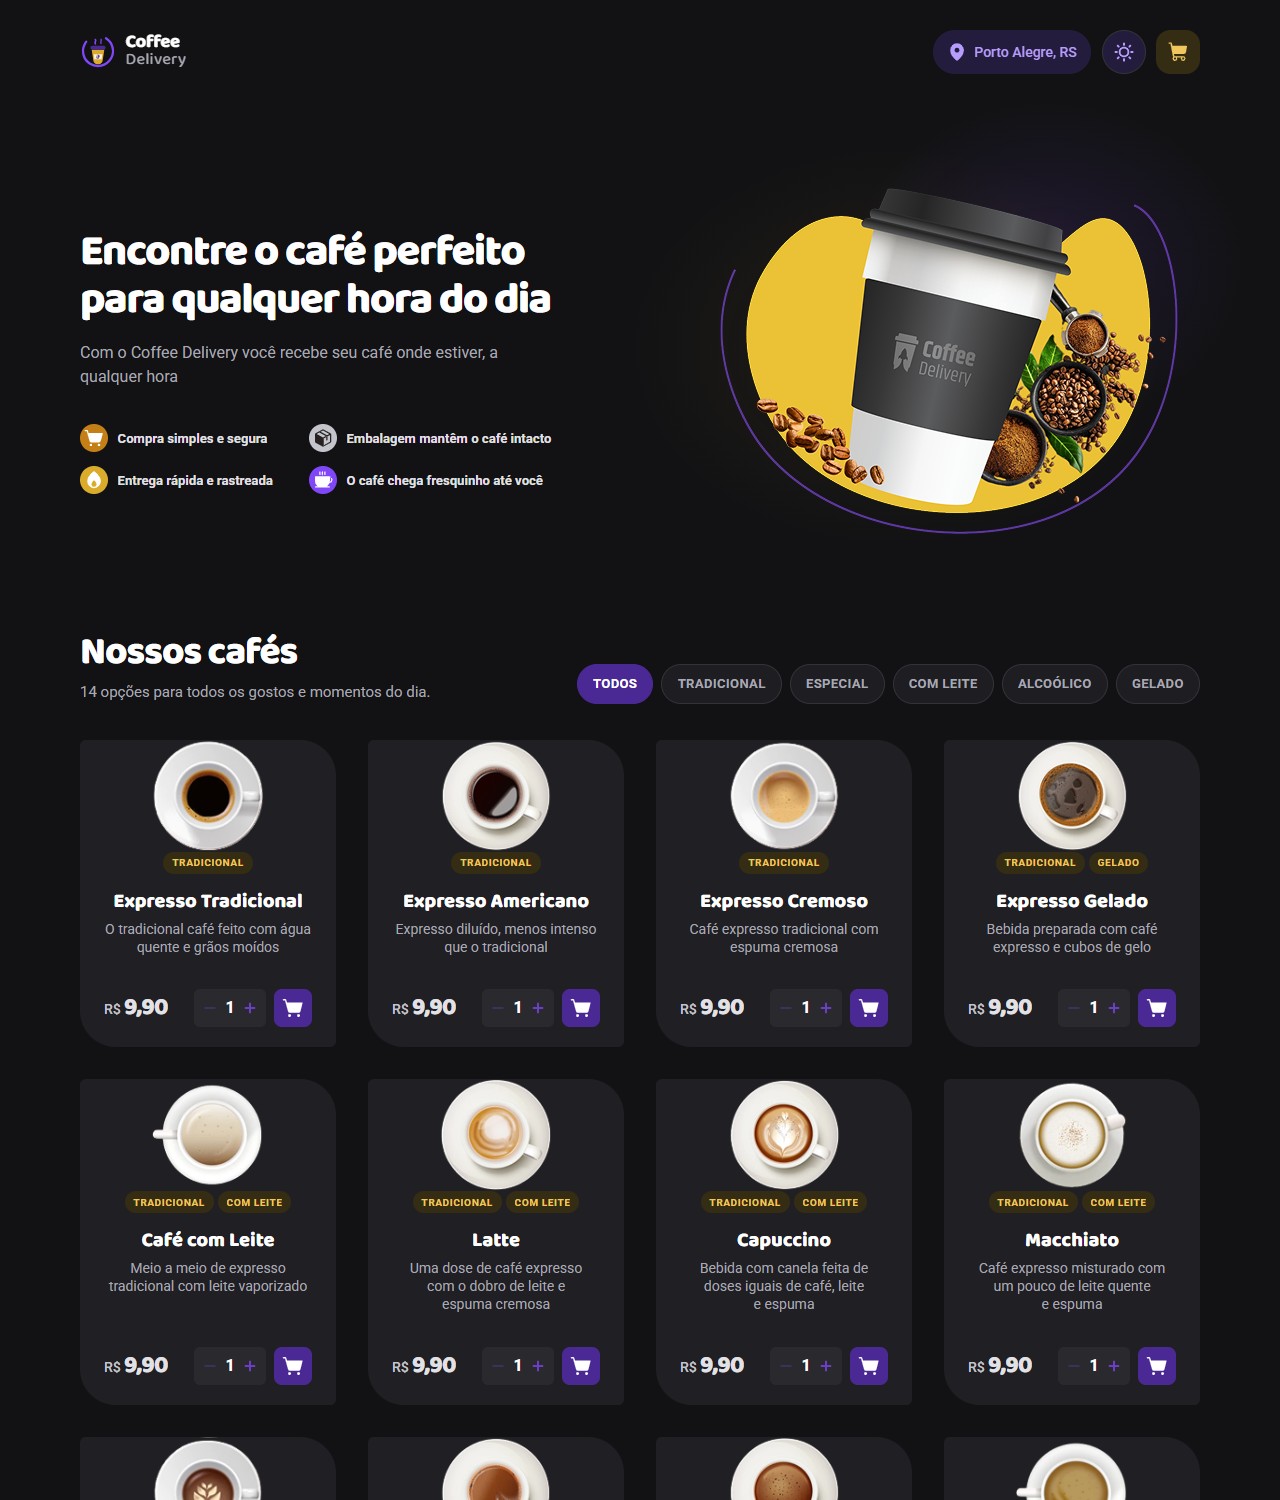 Coffee
Delivery
Porto Alegre, RS
Encontre o café perfeito
para qualquer hora do dia
Com o Coffee Delivery você recebe seu café onde estiver, a
qualquer hora
Compra simples e segura
Embalagem mantêm o café intacto
Entrega rápida e rastreada
O café chega fresquinho até você
Coffee
Delivery
Nossos cafés
14 opções para todos os gostos e momentos do dia.
TODOS
TRADICIONAL
ESPECIAL
COM LEITE
ALCOÓLICO
GELADO
TRADICIONAL
Expresso Tradicional
O tradicional café feito com água
quente e grãos moídos
R$ 9,90
1
TRADICIONAL
Expresso Americano
Expresso diluído, menos intenso
que o tradicional
R$ 9,90
1
TRADICIONAL
Expresso Cremoso
Café expresso tradicional com
espuma cremosa
R$ 9,90
1
TRADICIONAL GELADO
Expresso Gelado
Bebida preparada com café
expresso e cubos de gelo
R$ 9,90
1
TRADICIONAL COM LEITE
Café com Leite
Meio a meio de expresso
tradicional com leite vaporizado
R$ 9,90
1
TRADICIONAL COM LEITE
Latte
Uma dose de café expresso
com o dobro de leite e
espuma cremosa
R$ 9,90
1
TRADICIONAL COM LEITE
Capuccino
Bebida com canela feita de
doses iguais de café, leite
e espuma
R$ 9,90
1
TRADICIONAL COM LEITE
Macchiato
Café expresso misturado com
um pouco de leite quente
e espuma
R$ 9,90
1